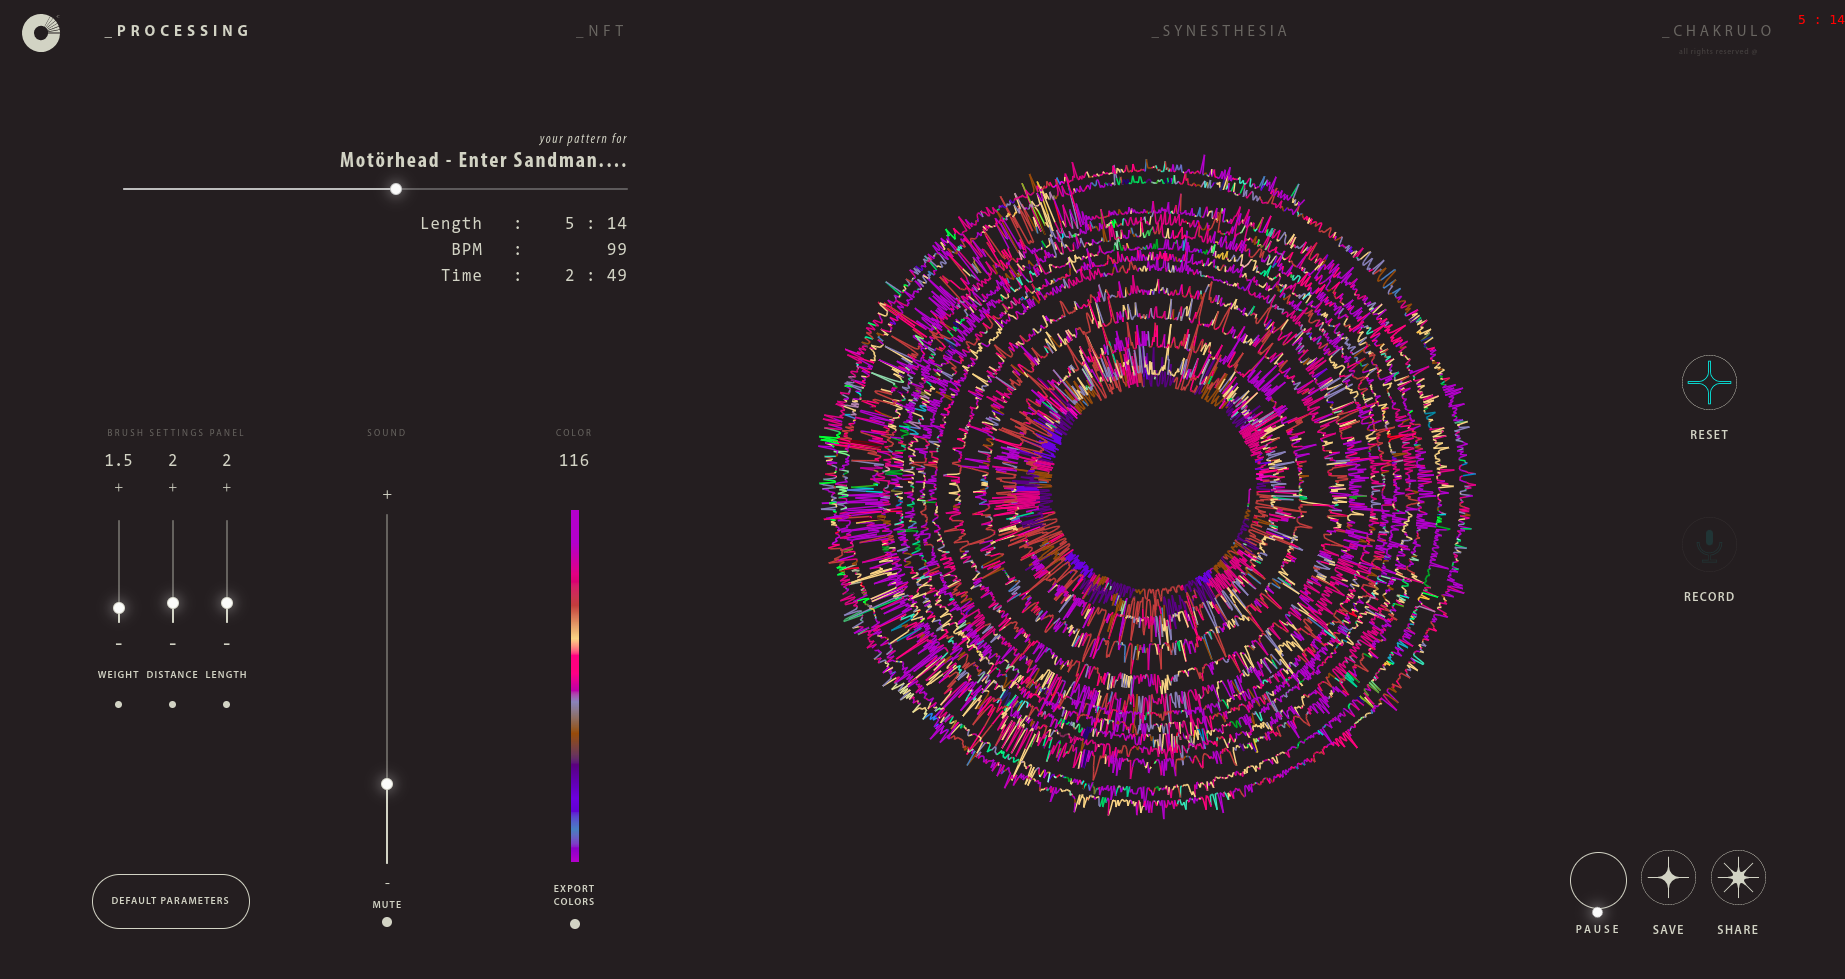 _PROCESSING
_NFT
_SYNESTHESIA
_CHAKRULO
5 : 14
all rights reserved @
your pattern for
Motörhead - Enter Sandman....
Length : 5 : 14
BPM : 99
Time : 2 : 49
BRUSH SETTINGS PANEL
SOUND
COLOR
1.5 2 2
116
+ + +
+
- - -
WEIGHT DISTANCE LENGTH
RESET
RECORD
DEFAULT PARAMETERS
-
MUTE
EXPORT
COLORS
PAUSE
SAVE
SHARE